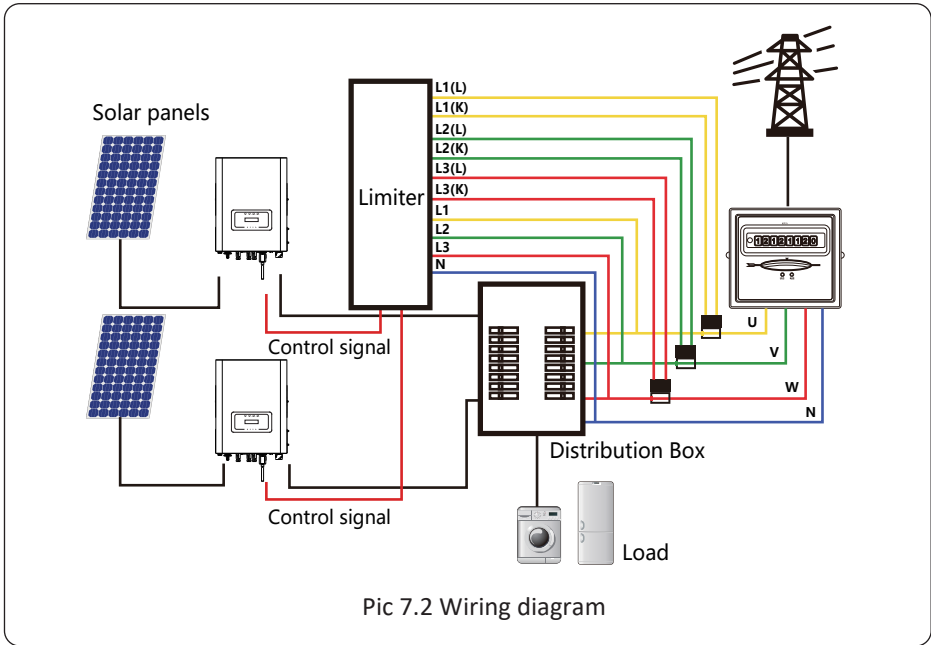 Solar panels
Limiter
L1(L)
L1(K)
L2(L)
L2(K)
L3(L)
L3(K)
L1
L2
L3
N
12121120
U
V
W
N
Control signal
Distribution Box
Control signal
Load
Pic 7.2 Wiring diagram